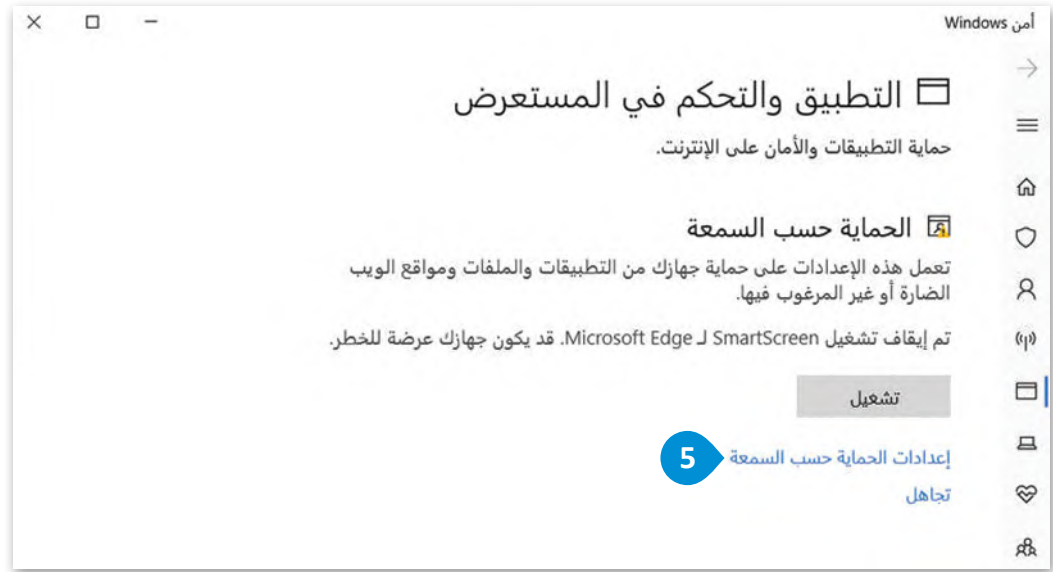 أمن Windows
التطبيق والتحكم في المستعرض
حماية التطبيقات والأمان على الإنترنت.
الحماية حسب السمعة
تعمل هذه الإعدادات على حماية جهازك من التطبيقات والملفات ومواقع الويب
الضارة أو غير المرغوب فيها.
تم إيقاف تشغيل SmartScreen لـ Microsoft Edge. قد يكون جهازك عرضة للخطر.
تشغيل
إعدادات الحماية حسب السمعة 5
تجاهل